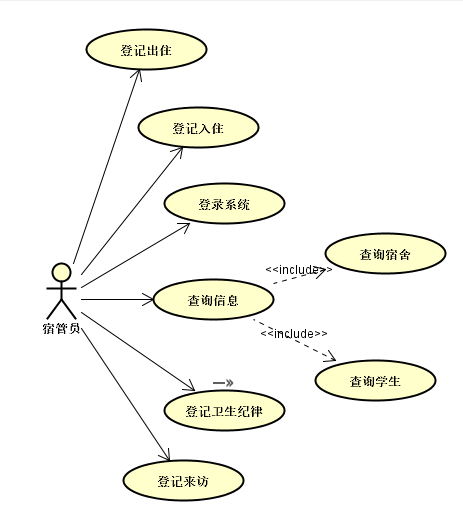 登记出住
登记入住
登录系统
查询宿舍
<<include>>
查询信息
宿管员
<<include>>
查询学生
登记卫生纪律
登记来访